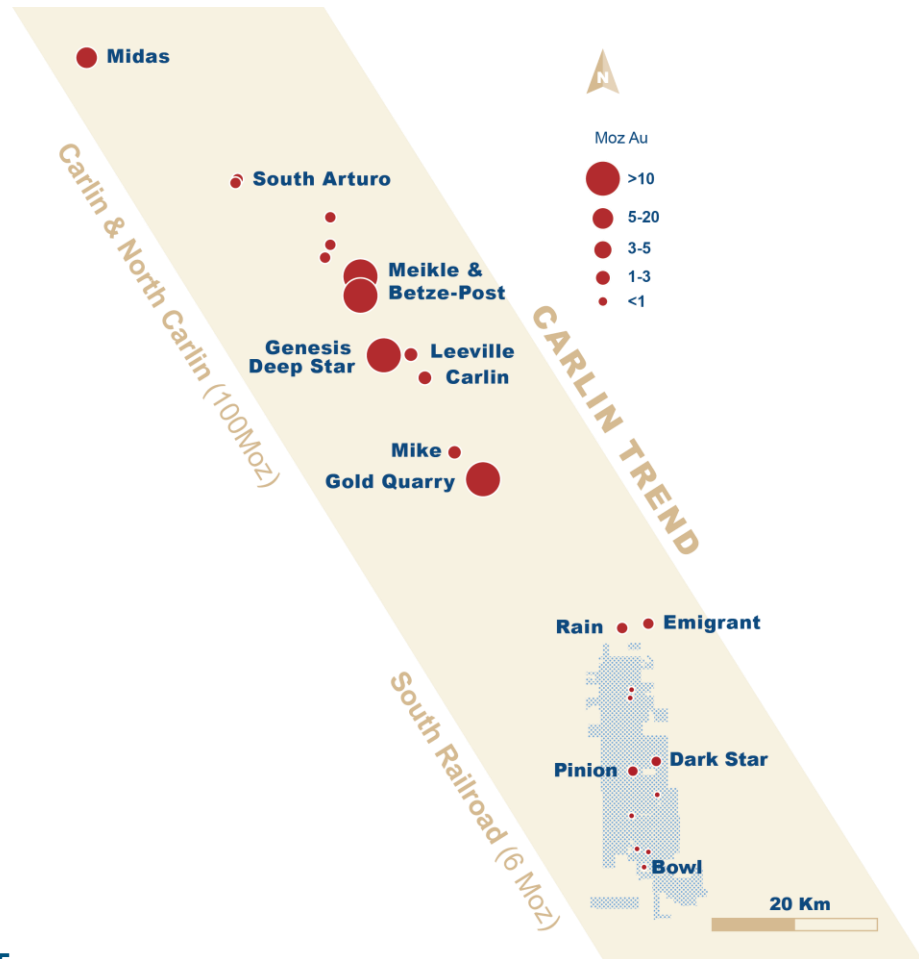 Midas
N
Moz Au
>10
5-20
3-5
1-3
<1
South Arturo
Carlin & North Carlin (100Moz)
Meikle &
Betze-Post
CARLIN TREND
Genesis
Deep Star
Leeville
Carlin
Mike
Gold Quarry
Rain
Emigrant
South Railroad (6 Moz)
Dark Star
Pinion
Bowl
20 Km